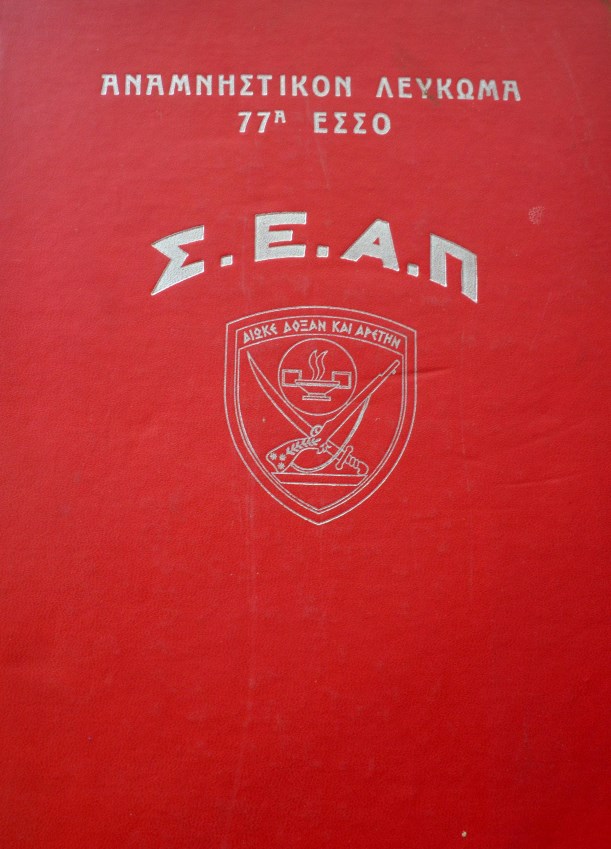 ΑΝΑΜΝΗΣΤΙΚΟΝ ΛΕΥΚΩΜΑ
77Α ΕΣΣΟ
Σ.Ε.Α.Π
ΔΙΩΚΕ ΔΟΞΑΝ ΚΑΙ ΑΡΕΤΗΝ